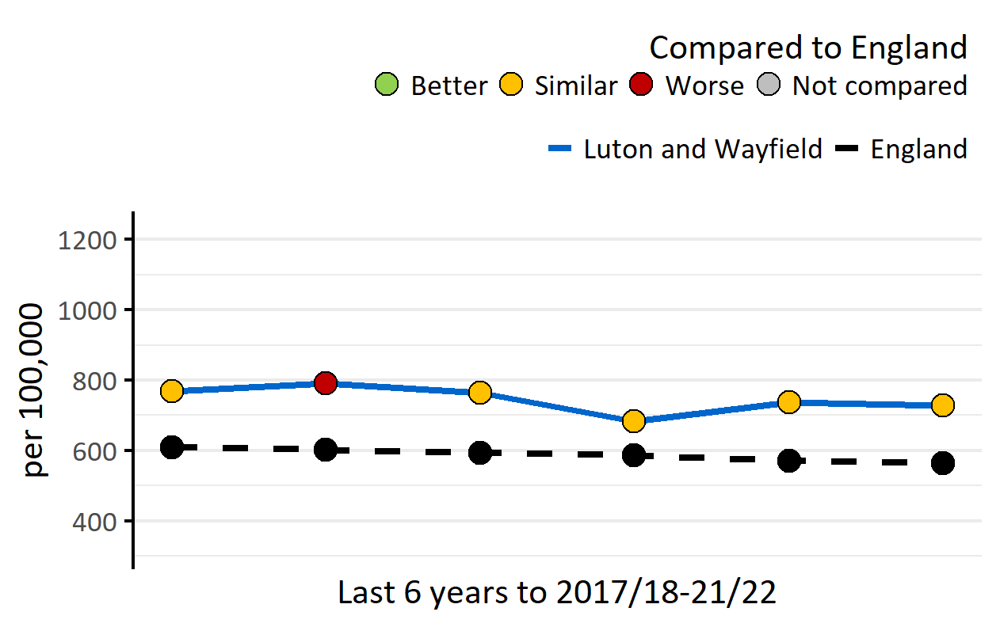 Compared to England
Better Similar Worse Not compared
Luton and Wayfield England
1200
1000
800
600
400
per 100,000
Last 6 years to 2017/18-21/22